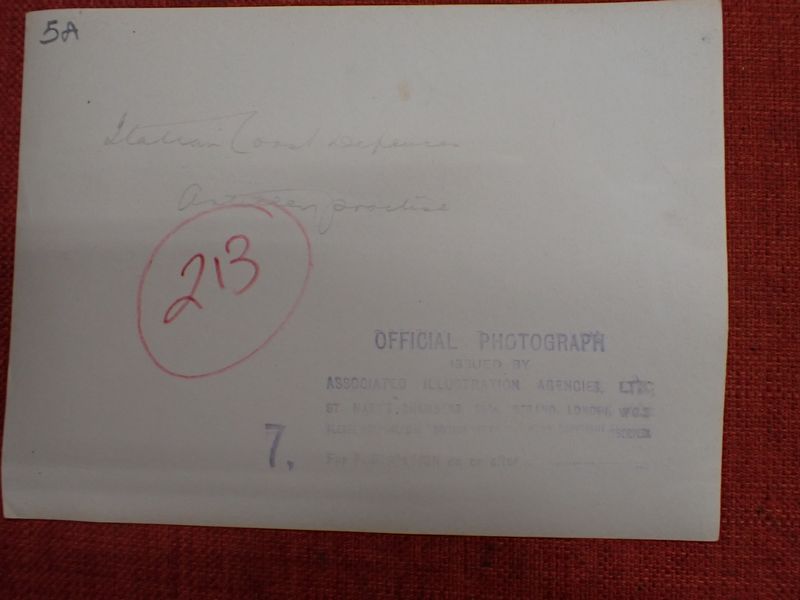 5A
Italian Coast Defences
Artillery practise
213
OFFICIAL PHOTOGRAPH
ISSUED BY
ASSOCIATED ILLUSTRATION AGENCIES, LTD.
STRAND, LONDON, W.C.2
7.
For PUBLICATION on or after